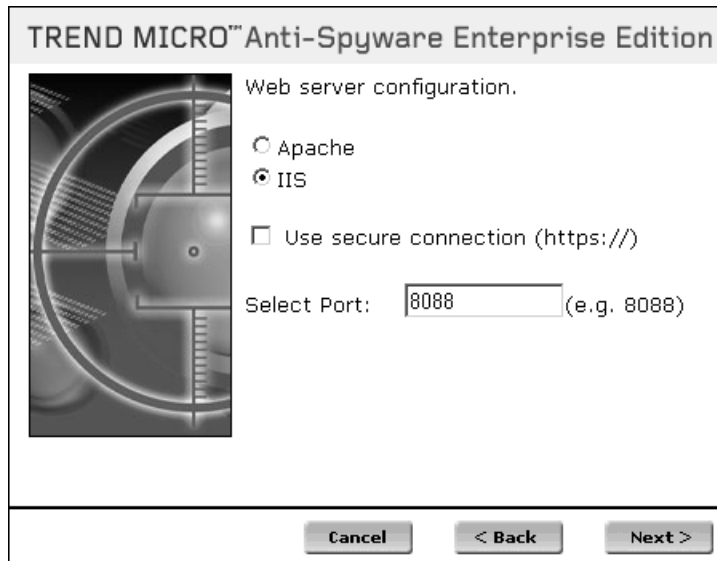 TREND MICRO™ Anti-Spyware Enterprise Edition
Web server configuration.
Apache
IIS
Use secure connection (https://)
Select Port: 8088 (e.g. 8088)
Cancel < Back Next >